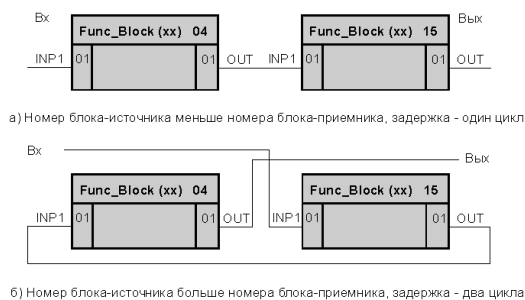 Вх
Вых
Func_Block (xx) 04
Func_Block (xx) 15
INP1 01 01 OUT INP1 01 01 OUT
а) Номер блока-источника меньше номера блока-приемника, задержка - один цикл
Вх
Вых
Func_Block (xx) 04
Func_Block (xx) 15
INP1 01 01 OUT INP1 01 01 OUT
б) Номер блока-источника больше номера блока-приемника, задержка - два цикла